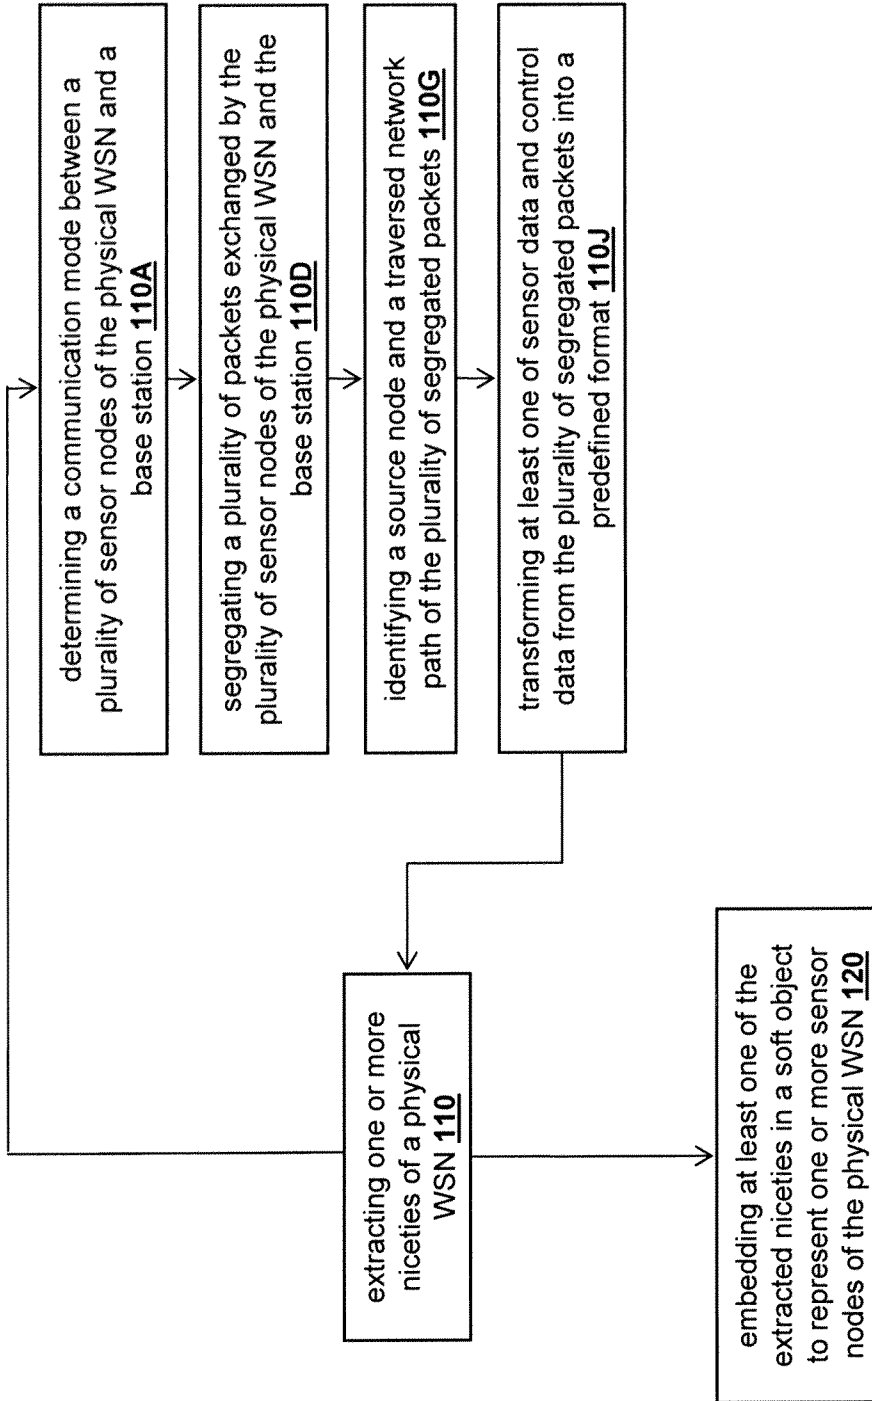 extracting one or more
niceties of a physical
WSN 110
determining a communication mode between a
plurality of sensor nodes of the physical WSN and a
base station 110A
segregating a plurality of packets exchanged by the
plurality of sensor nodes of the physical WSN and the
base station 110D
identifying a source node and a traversed network
path of the plurality of segregated packets 110G
transforming at least one of sensor data and control
data from the plurality of segregated packets into a
predefined format 110J
embedding at least one of the
extracted niceties in a soft object
to represent one or more sensor
nodes of the physical WSN 120